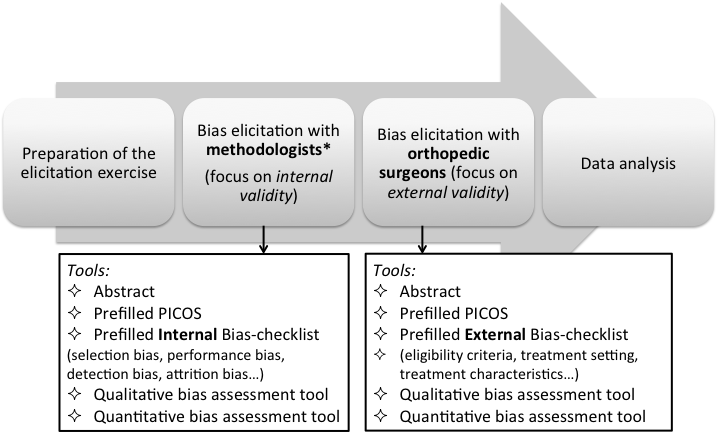 Preparation of the
elicitation exercise
Bias elicitation with
methodologists*
(focus on internal
validity)
Bias elicitation with
orthopedic
surgeons (focus on
external validity)
Data analysis
Tools:
✧ Abstract
✧ Prefilled PICOS
✧ Prefilled Internal Bias-checklist
(selection bias, performance bias,
detection bias, attrition bias…)
✧ Qualitative bias assessment tool
✧ Quantitative bias assessment tool
Tools:
✧ Abstract
✧ Prefilled PICOS
✧ Prefilled External Bias-checklist
✧ (eligibility criteria, treatment setting,
treatment characteristics…)
✧ Qualitative bias assessment tool
✧ Quantitative bias assessment tool